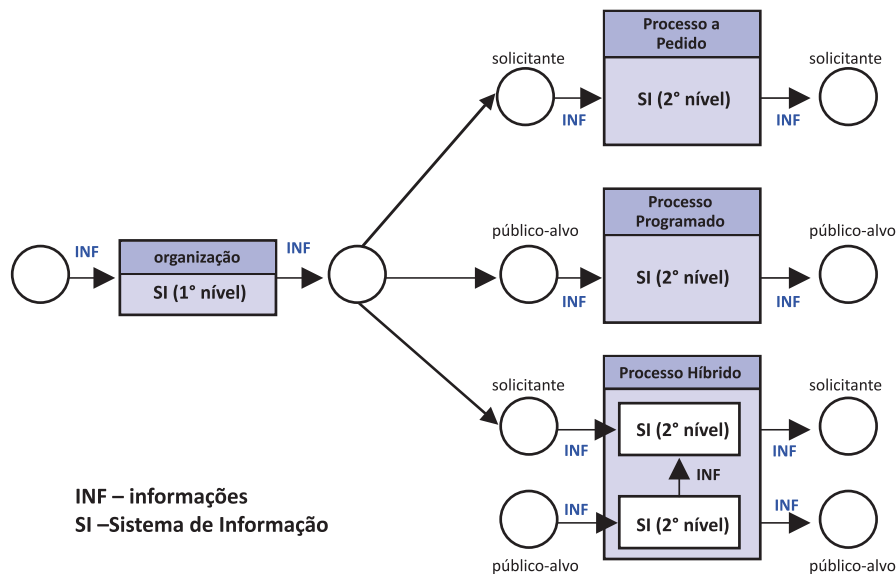 Processo a
Pedido
solicitante
SI (2° nível)
INF
INF
solicitante
Processo
Programado
público-alvo
SI (2° nível)
INF
INF
público-alvo
INF
organização
SI (1° nível)
INF
Processo Híbrido
solicitante
SI (2° nível)
INF
INF
solicitante
INF
INF
SI (2° nível)
INF
público-alvo
público-alvo
INF – informações
SI –Sistema de Informação